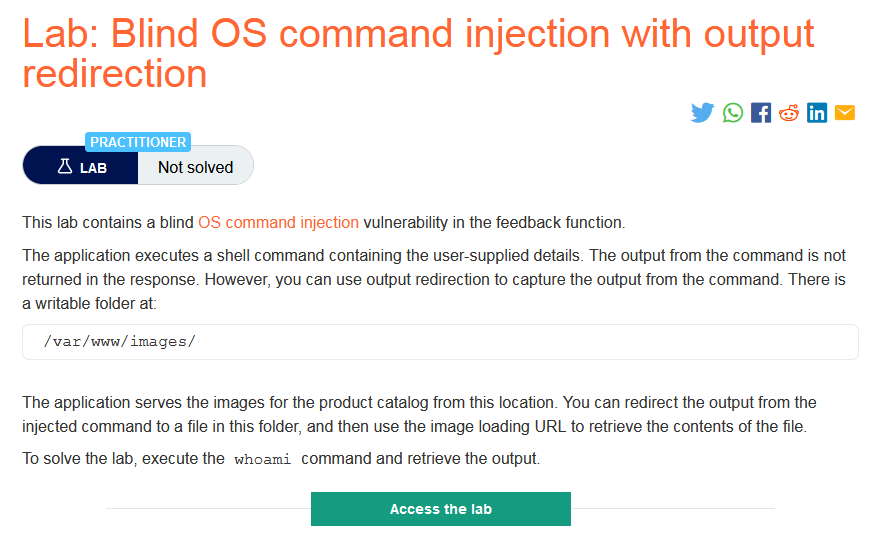 Lab: Blind OS command injection with output
redirection
PRACTITIONER
LAB
Not solved
This lab contains a blind OS command injection vulnerability in the feedback function.
The application executes a shell command containing the user-supplied details. The output from the command is not
returned in the response. However, you can use output redirection to capture the output from the command. There is
a writable folder at:
/var/www/images/
The application serves the images for the product catalog from this location. You can redirect the output from the
injected command to a file in this folder, and then use the image loading URL to retrieve the contents of the file.
To solve the lab, execute the whoami command and retrieve the output.
Access the lab